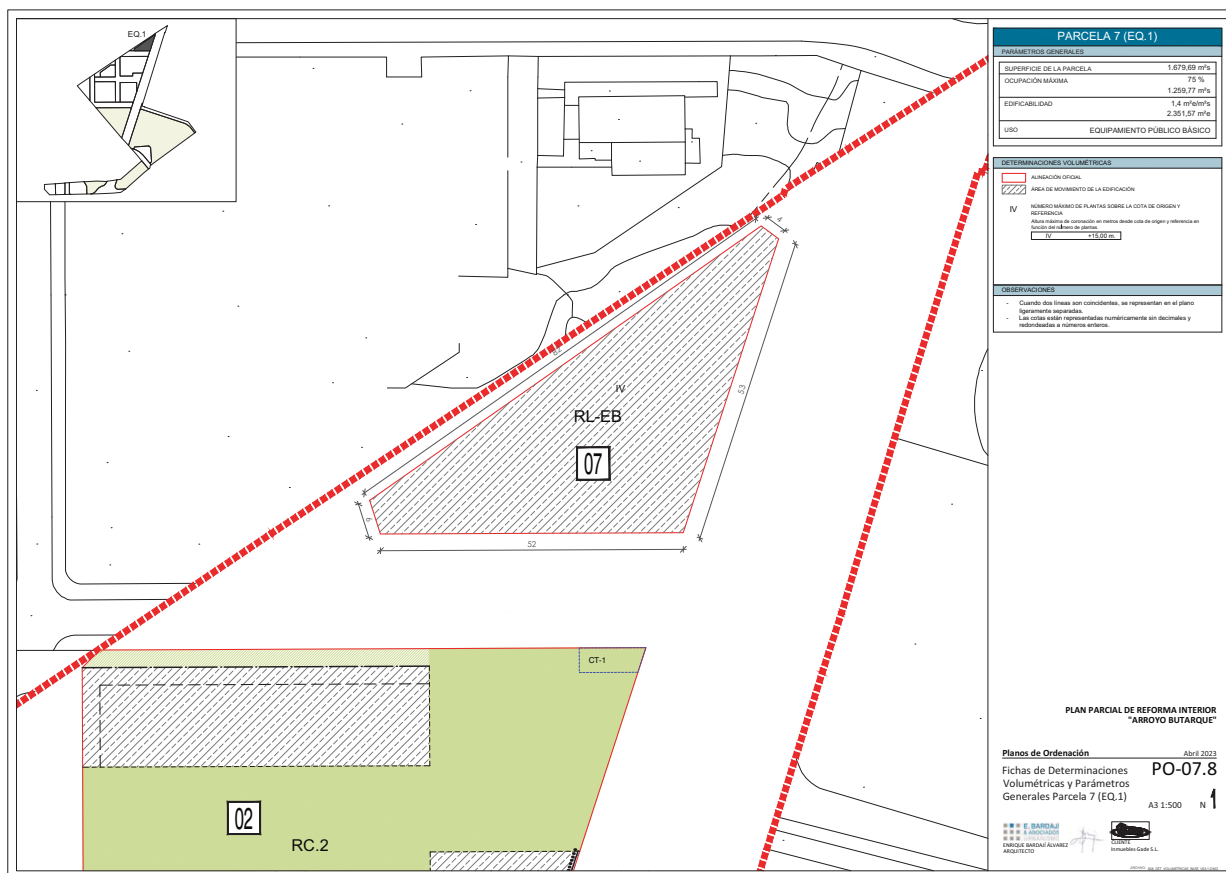 EQ.1
PARCELA 7 (EQ.1)
PARÁMETROS GENERALES
SUPERFICIE DE LA PARCELA 1.679,69 m²s
OCUPACIÓN MÁXIMA 75 %
1.259,77 m²s
EDIFICABILIDAD 1,4 m²e/m²s
2.351,57 m²e
USO EQUIPAMIENTO PÚBLICO BÁSICO
DETERMINACIONES VOLUMÉTRICAS
ALINEACIÓN OFICIAL
ÁREA DE MOVIMIENTO DE LA EDIFICACIÓN
IV NÚMERO MÁXIMO DE PLANTAS SOBRE LA COTA DE ORIGEN Y
REFERENCIA
Altura máxima de coronación en metros desde cota de origen y referencia en
función del número de plantas.
IV +15,00 m.
OBSERVACIONES
- Cuando dos líneas son coincidentes, se representan en el plano
ligeramente separadas.
- Las cotas están representadas numéricamente sin decimales y
redondeadas a números enteros.
4
IV
RL-EB
07
53
6
52
CT-1
02
RC.2
PLAN PARCIAL DE REFORMA INTERIOR
"ARROYO BUTARQUE"
Planos de Ordenación Abril 2023
Fichas de Determinaciones PO-07.8
Volumétricas y Parámetros
Generales Parcela 7 (EQ.1)
A3 1:500 N 1
E. BARDAJÍ
& ASOCIADOS
URBANISMO
ENRIQUE BARDAJÍ ÁLVAREZ
ARQUITECTO
CLIENTE
Inmuebles Gade S.L.